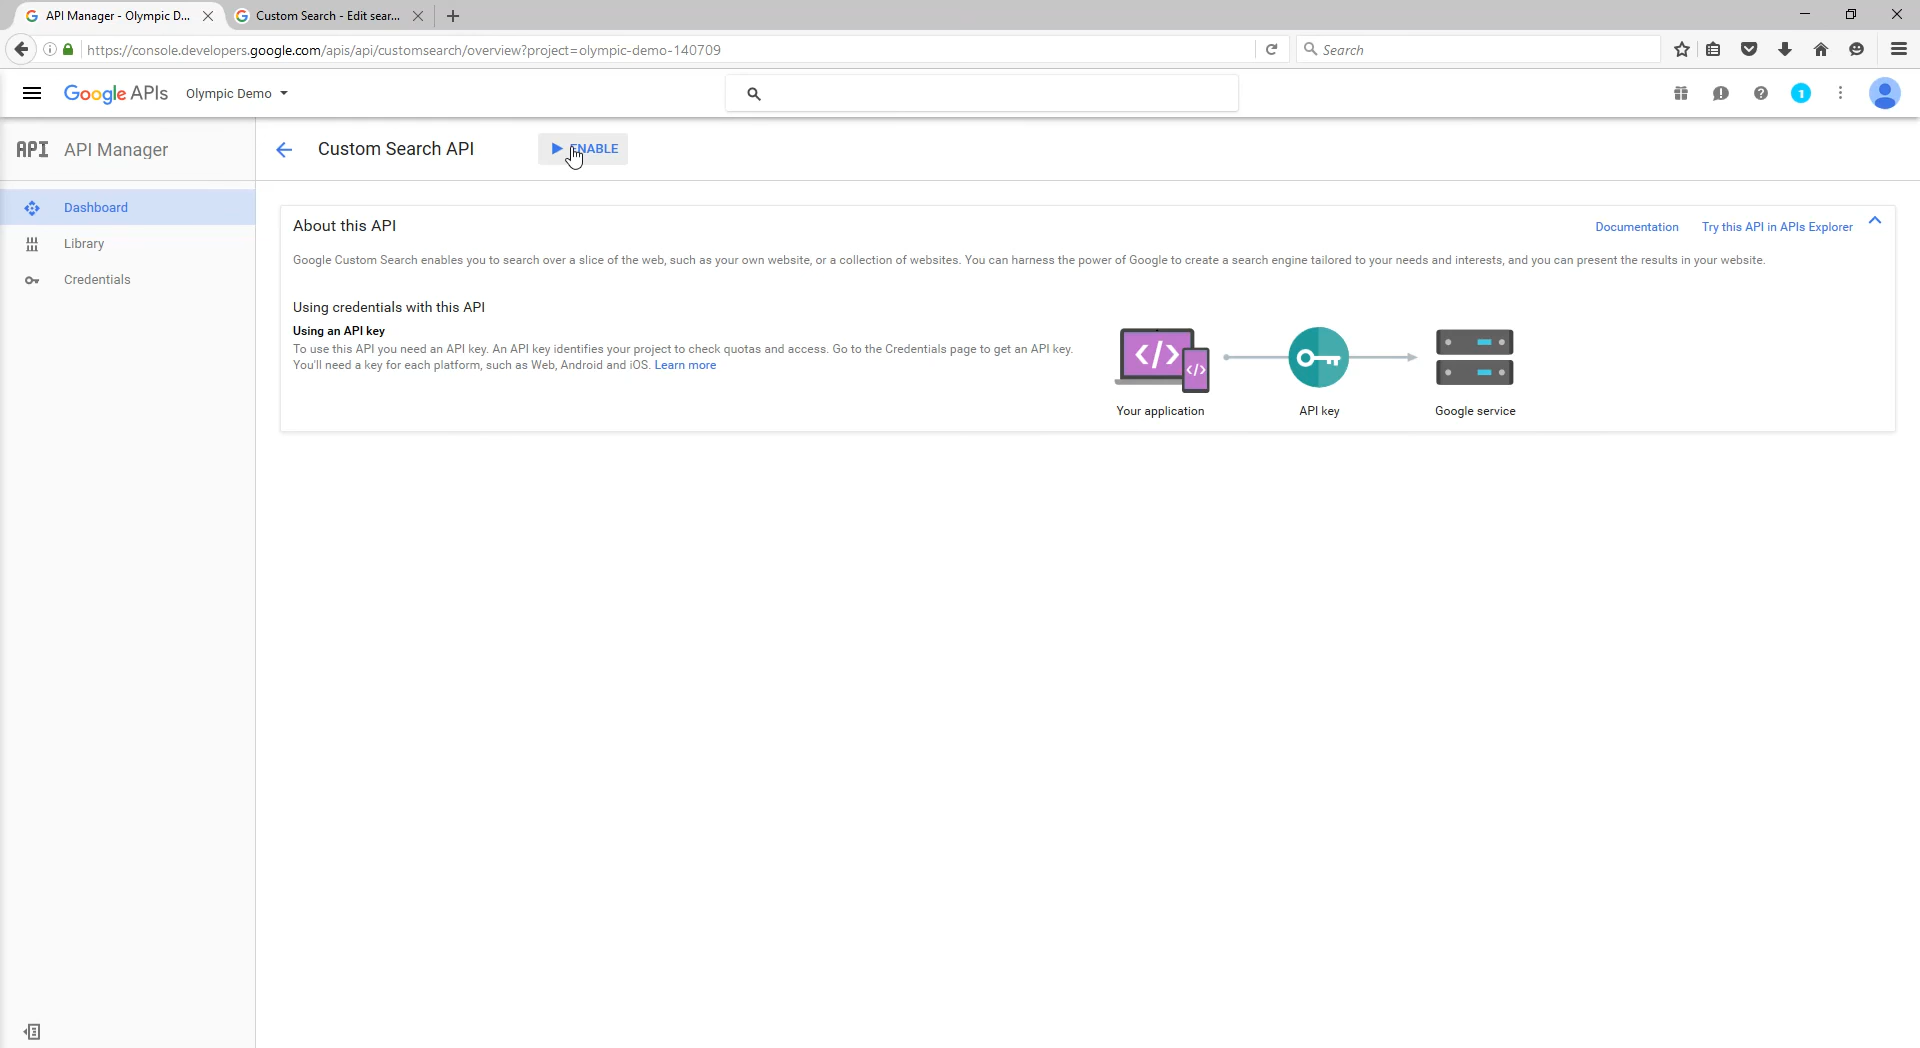 API Manager - Olympic D...
Custom Search - Edit sear...
https://console.developers.google.com/apis/api/customsearch/overview?project=olympic-demo-140709
Search
Google APIs
Olympic Demo
1
API API Manager
Custom Search API
ENABLE
Dashboard
Library
Credentials
About this API
Documentation
Try this API in APIs Explorer
Google Custom Search enables you to search over a slice of the web, such as your own website, or a collection of websites. You can harness the power of Google to create a search engine tailored to your needs and interests, and you can present the results in your website.
Using credentials with this API
Using an API key
To use this API you need an API key. An API key identifies your project to check quotas and access. Go to the Credentials page to get an API key.
You'll need a key for each platform, such as Web, Android and iOS. Learn more
</>
</>
Your application
API key
Google service